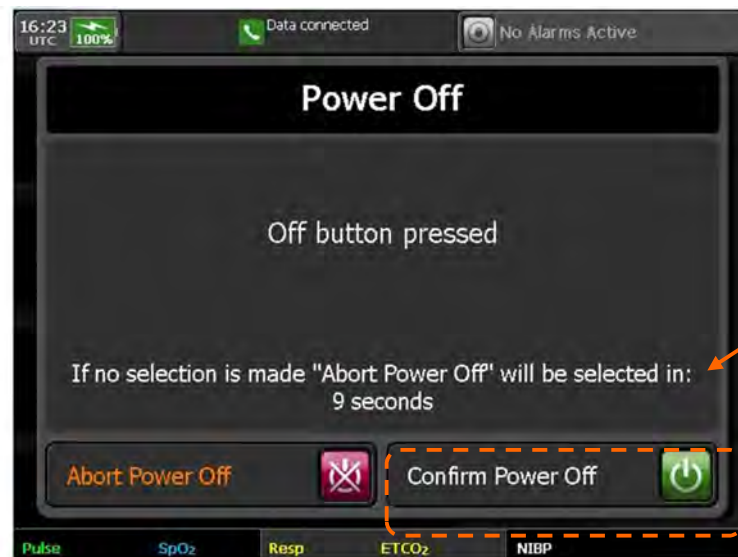 16:23
UTC 100%
Data connected
No Alarms Active
Power Off
Off button pressed
If no selection is made "Abort Power Off" will be selected in:
9 seconds
Abort Power Off
Confirm Power Off
Pulse SpO₂ Resp ETCO₂ NIBP